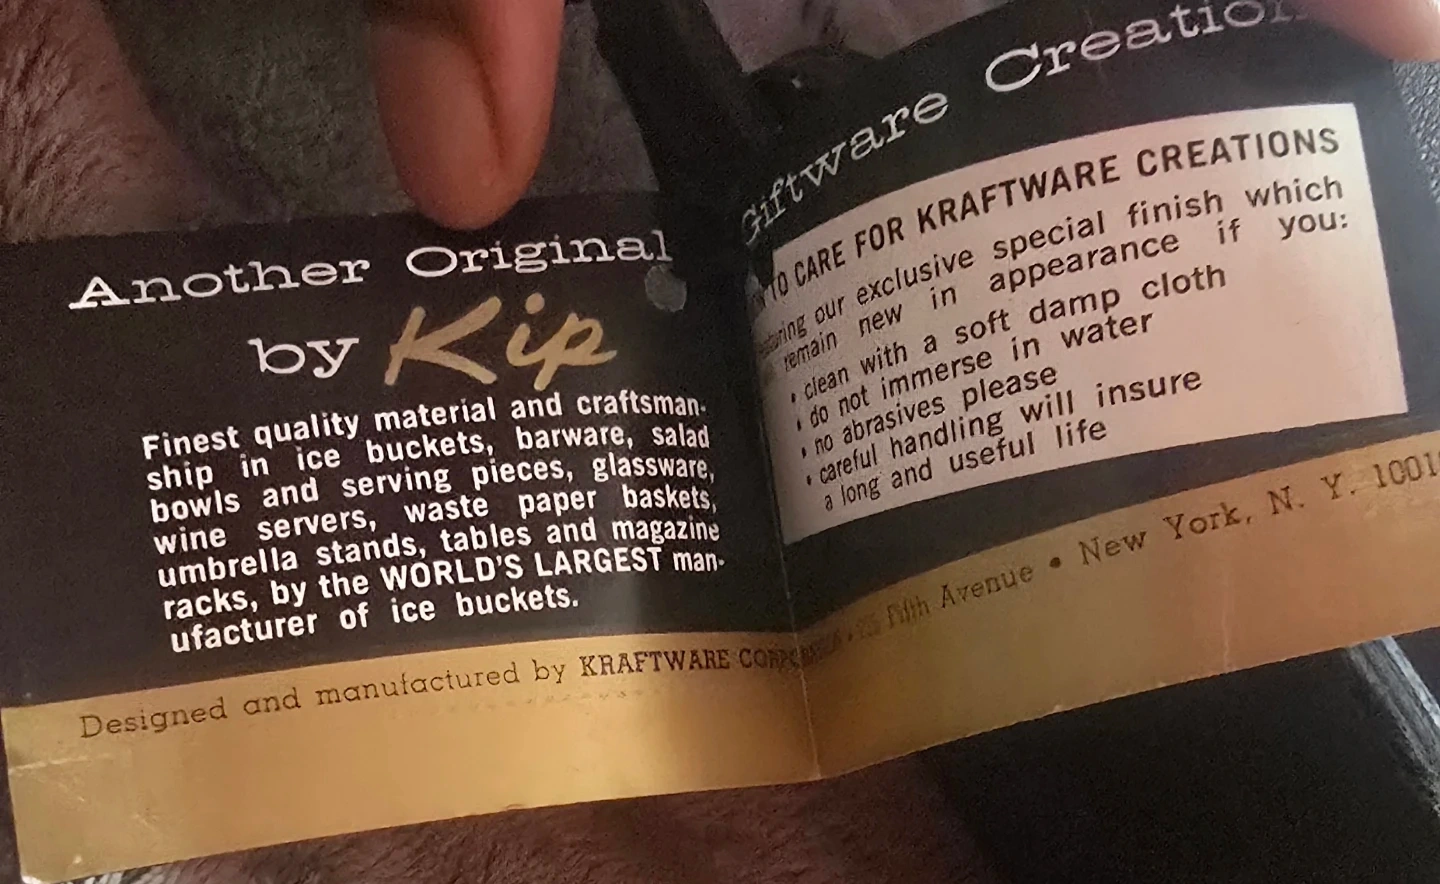 Another Original
by Kip
Finest quality material and craftsman-
ship in ice buckets, barware, salad
bowls and serving pieces, glassware,
wine servers, waste paper baskets,
umbrella stands, tables and magazine
racks, by the WORLD'S LARGEST man-
ufacturer of ice buckets.
Designed and manufactured by KRAFTWARE
Giftware Creation
TO CARE FOR KRAFTWARE CREATIONS
our exclusive special finish which
remain new in appearance if you:
• clean with a soft damp cloth
• do not immerse in water
• no abrasives please
• careful handling will insure
a long and useful life
Fifth Avenue • New York, N. Y. 1001